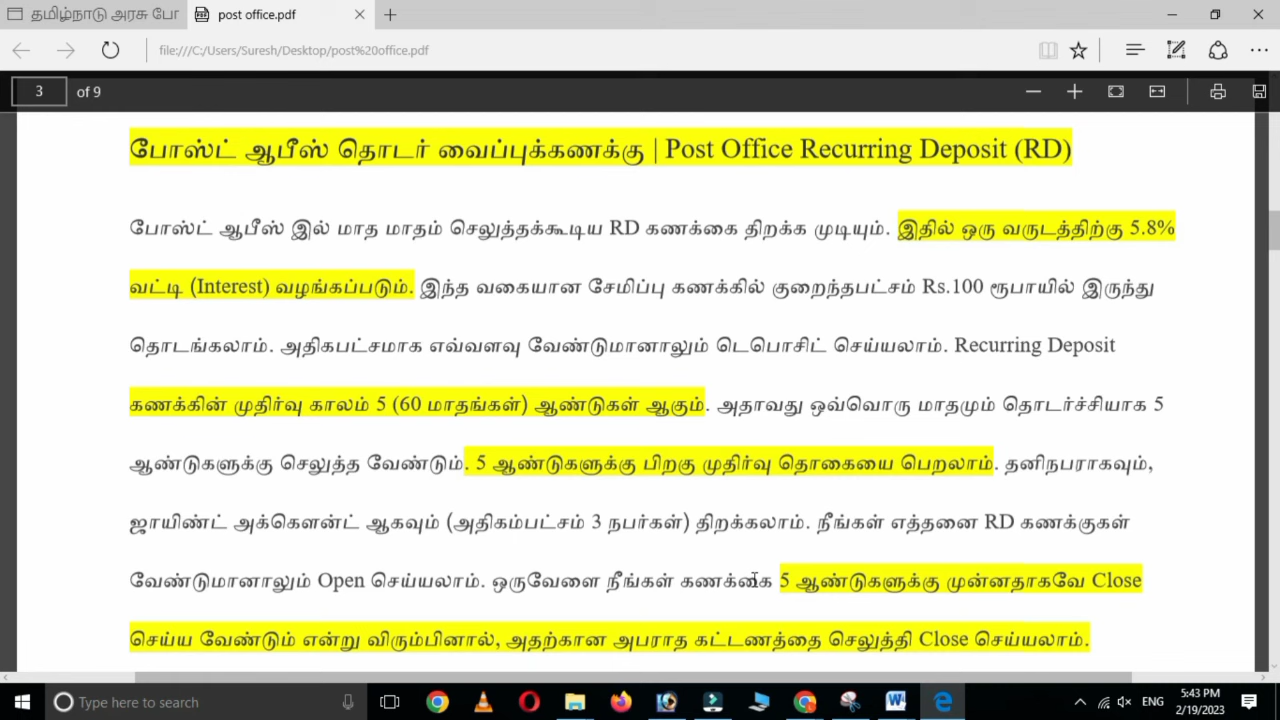 தமிழ்நாடு அரசு போ
post office.pdf
file:///C:/Users/Suresh/Desktop/post%20office.pdf
3 of 9
போஸ்ட் ஆபீஸ் தொடர் வைப்புக்கணக்கு | Post Office Recurring Deposit (RD)
போஸ்ட் ஆபீஸ் இல் மாத மாதம் செலுத்தக்கூடிய RD கணக்கை திறக்க முடியும். இதில் ஒரு வருடத்திற்கு 5.8%
வட்டி (Interest) வழங்கப்படும். இந்த வகையான சேமிப்பு கணக்கில் குறைந்தபட்சம் Rs.100 ரூபாயில் இருந்து
தொடங்கலாம். அதிகபட்சமாக எவ்வளவு வேண்டுமானாலும் டெபொசிட் செய்யலாம். Recurring Deposit
கணக்கின் முதிர்வு காலம் 5 (60 மாதங்கள்) ஆண்டுகள் ஆகும். அதாவது ஒவ்வொரு மாதமும் தொடர்ச்சியாக 5
ஆண்டுகளுக்கு செலுத்த வேண்டும். 5 ஆண்டுகளுக்கு பிறகு முதிர்வு தொகையை பெறலாம். தனிநபராகவும்,
ஜாயிண்ட் அக்கௌன்ட் ஆகவும் (அதிகம்பட்சம் 3 நபர்கள்) திறக்கலாம். நீங்கள் எத்தனை RD கணக்குகள்
வேண்டுமானாலும் Open செய்யலாம். ஒருவேளை நீங்கள் கணக்கை 5 ஆண்டுகளுக்கு முன்னதாகவே Close
செய்ய வேண்டும் என்று விரும்பினால், அதற்கான அபராத கட்டணத்தை செலுத்தி Close செய்யலாம்.
Type here to search
ENG
5:43 PM
2/19/2023